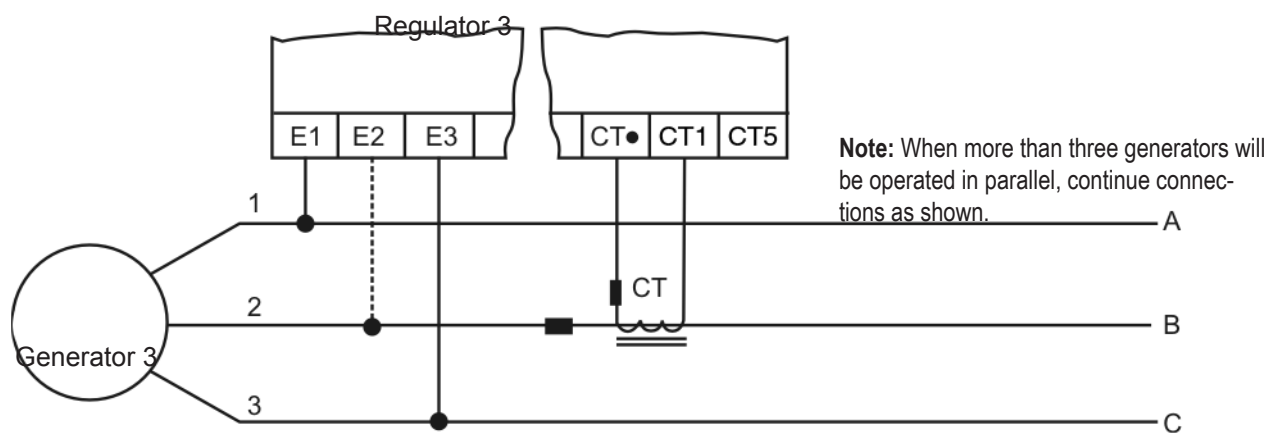 Regulator 3
E1 E2 E3 CT● CT1 CT5
Note: When more than three generators will
be operated in parallel, continue connec-
tions as shown.
1
A
CT
2
B
Generator 3
3
C